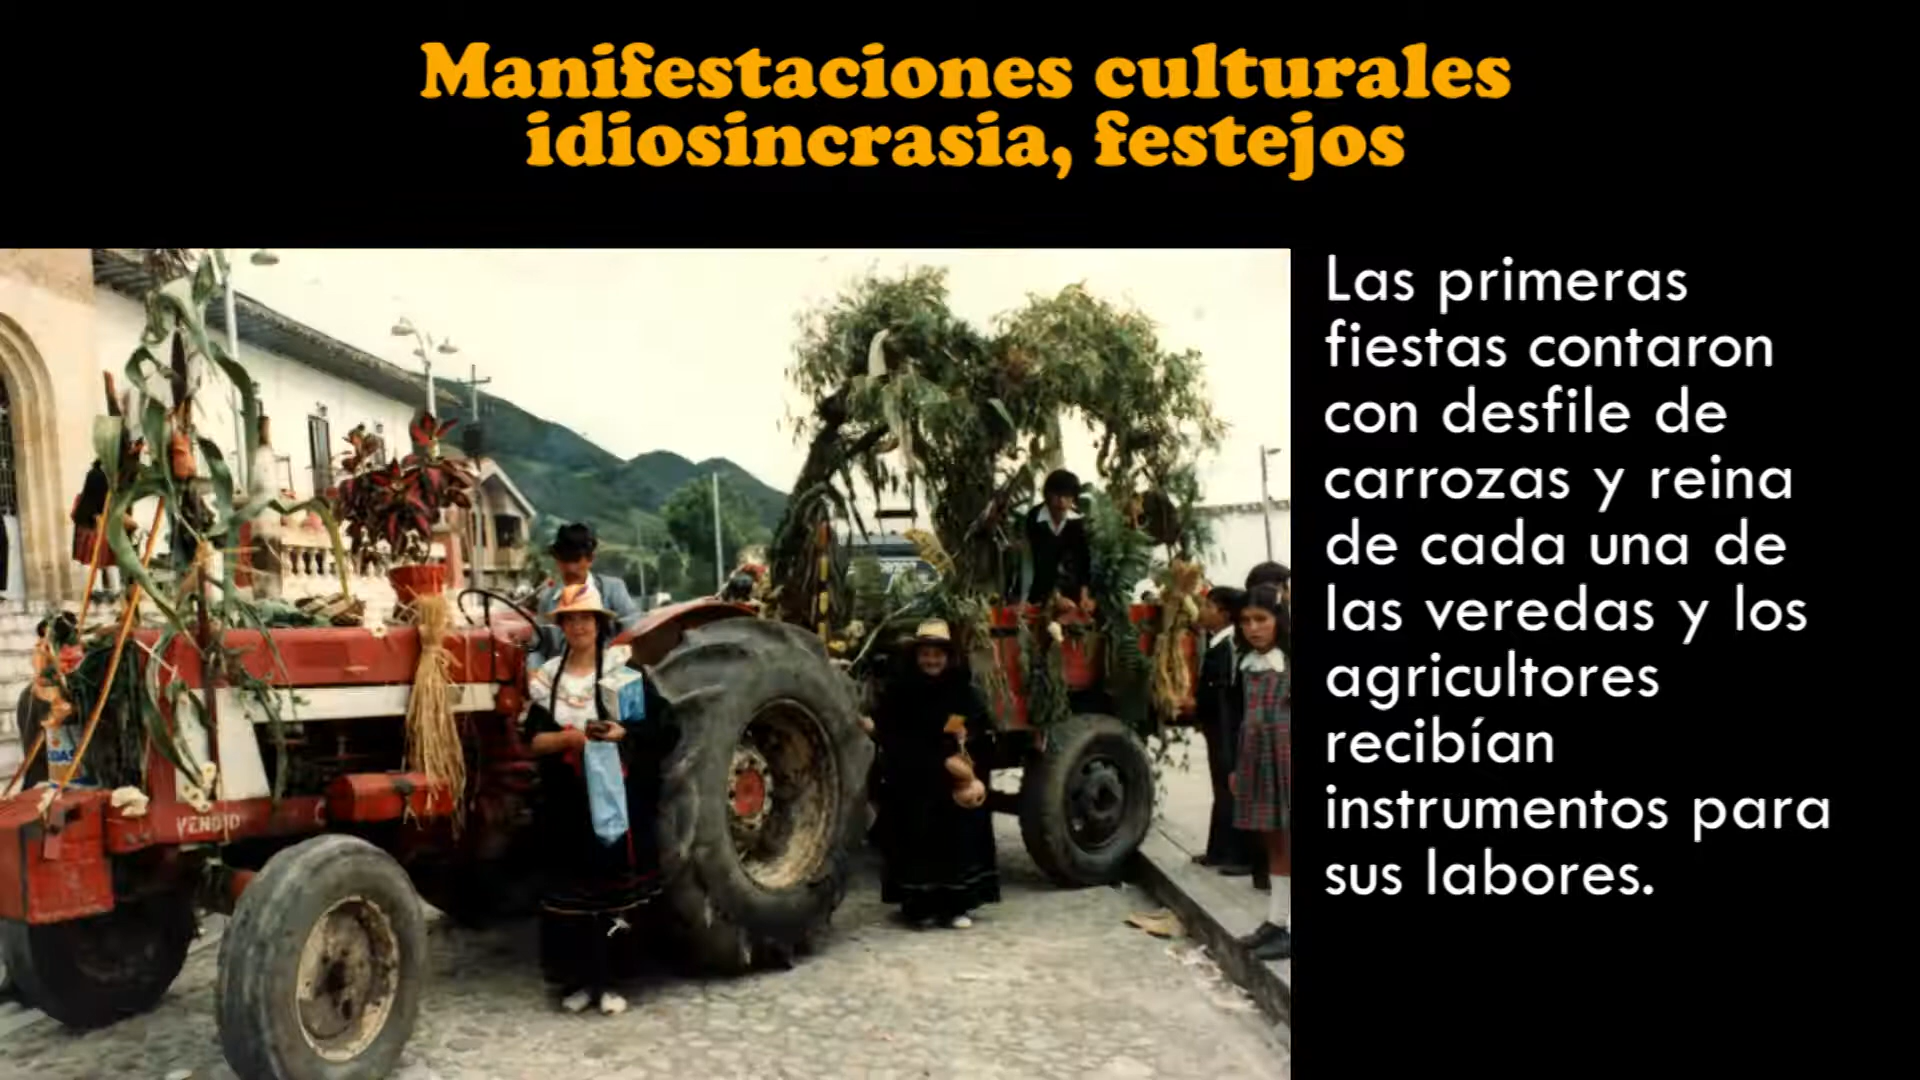 Manifestaciones culturales
idiosincrasia, festejos
Las primeras
fiestas contaron
con desfile de
carrozas y reina
de cada una de
las veredas y los
agricultores
recibían
instrumentos para
sus labores.
VENDO